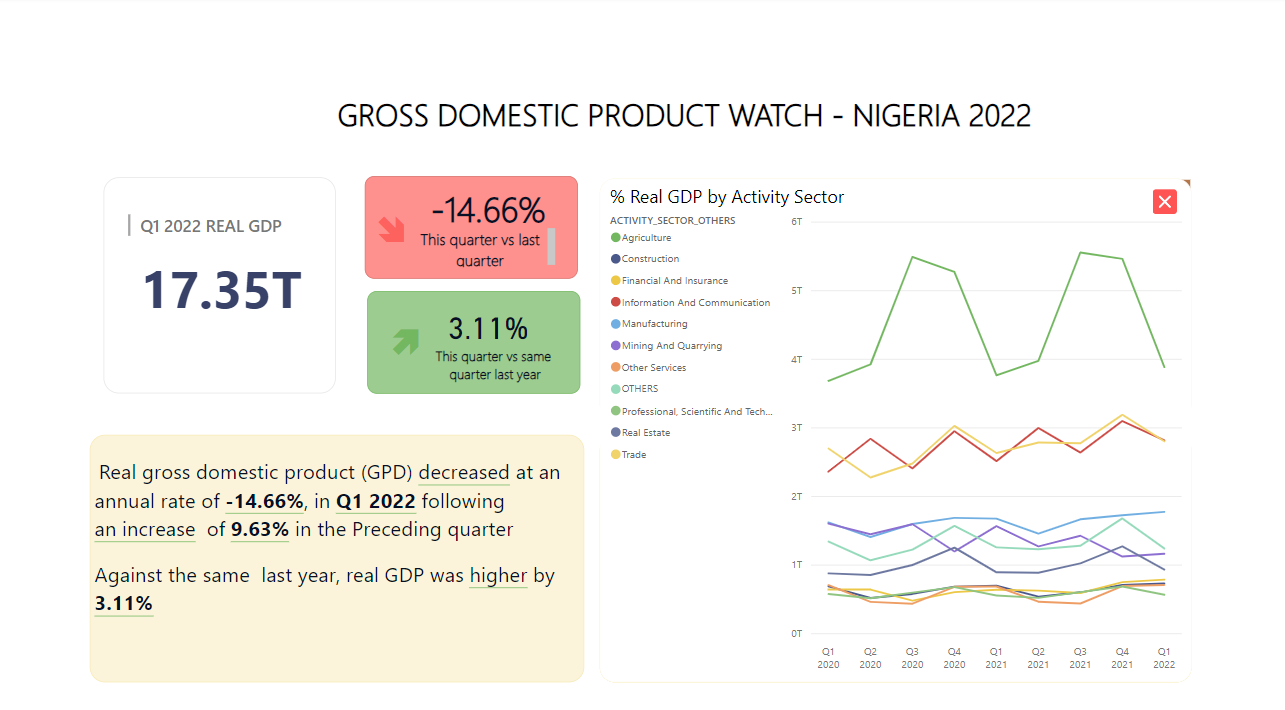 GROSS DOMESTIC PRODUCT WATCH - NIGERIA 2022
Q1 2022 REAL GDP
17.35T
-14.66%
This quarter vs last
quarter
3.11%
This quarter vs same
quarter last year
Real gross domestic product (GPD) decreased at an
annual rate of -14.66%, in Q1 2022 following
an increase of 9.63% in the Preceding quarter
Against the same last year, real GDP was higher by
3.11%
% Real GDP by Activity Sector
ACTIVITY_SECTOR_OTHERS
Agriculture
Construction
Financial And Insurance
Information And Communication
Manufacturing
Mining And Quarrying
Other Services
OTHERS
Professional, Scientific And Tech...
Real Estate
Trade
6T
5T
4T
3T
2T
1T
0T
Q1 Q2 Q3 Q4 Q1 Q2 Q3 Q4 Q1
2020 2020 2020 2020 2021 2021 2021 2021 2022